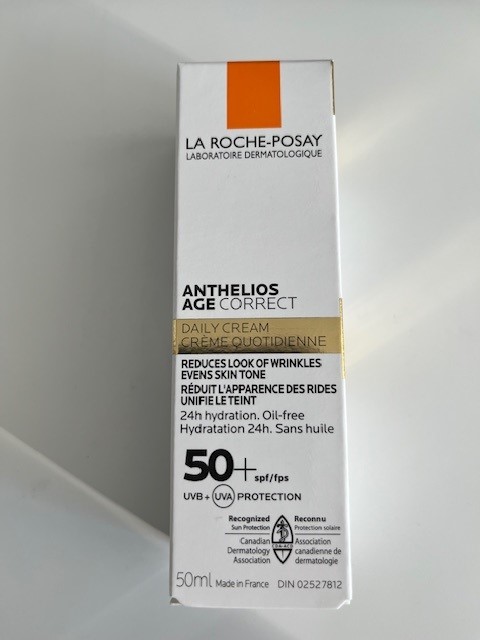 LA ROCHE-POSAY
LABORATOIRE DERMATOLOGIQUE
ANTHELIOS
AGE CORRECT
DAILY CREAM
CRÈME QUOTIDIENNE
REDUCES LOOK OF WRINKLES
EVENS SKIN TONE
RÉDUIT L'APPARENCE DES RIDES
UNIFIE LE TEINT
24h hydration. Oil-free
Hydratation 24h. Sans huile
50+ spf/fps
UVB + UVA PROTECTION
Recognized Reconnu
Sun Protection Protection solaire
Canadian Association
Dermatology canadienne de
Association dermatologie
50ml Made in France DIN 02527812